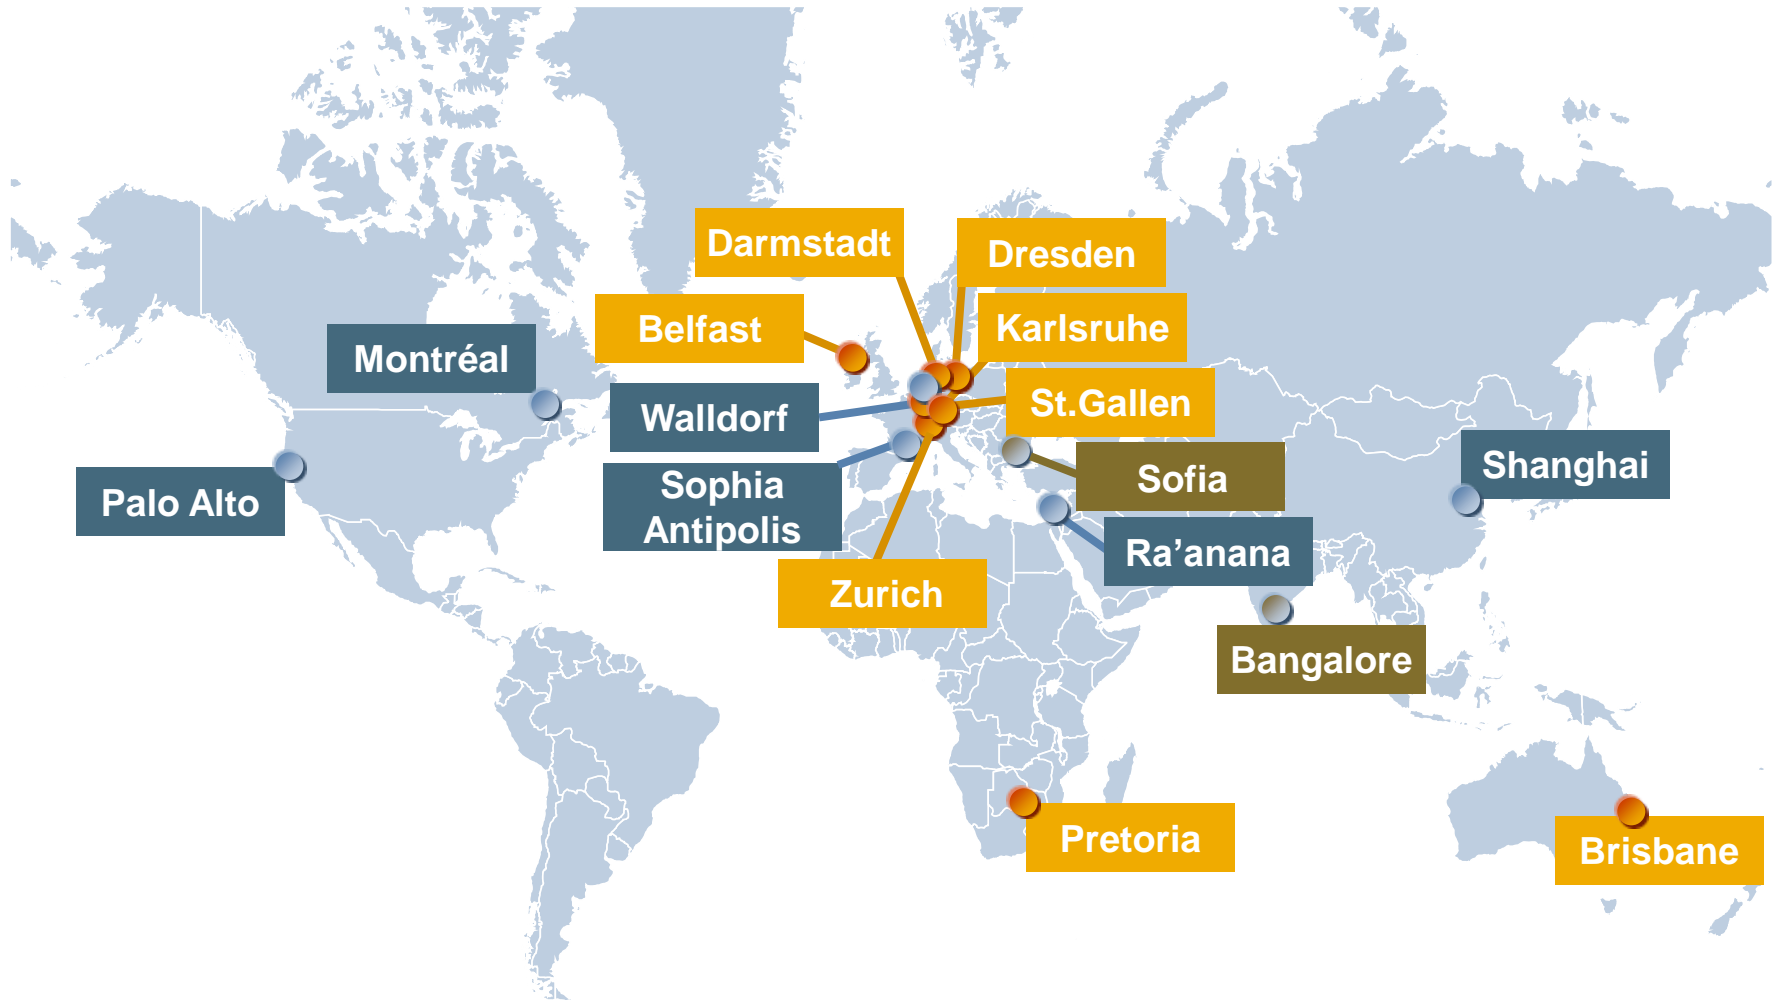 Darmstadt
Dresden
Belfast
Karlsruhe
Montréal
Walldorf
St.Gallen
Palo Alto
Sophia
Antipolis
Sofia
Shanghai
Ra’anana
Zurich
Bangalore
Pretoria
Brisbane